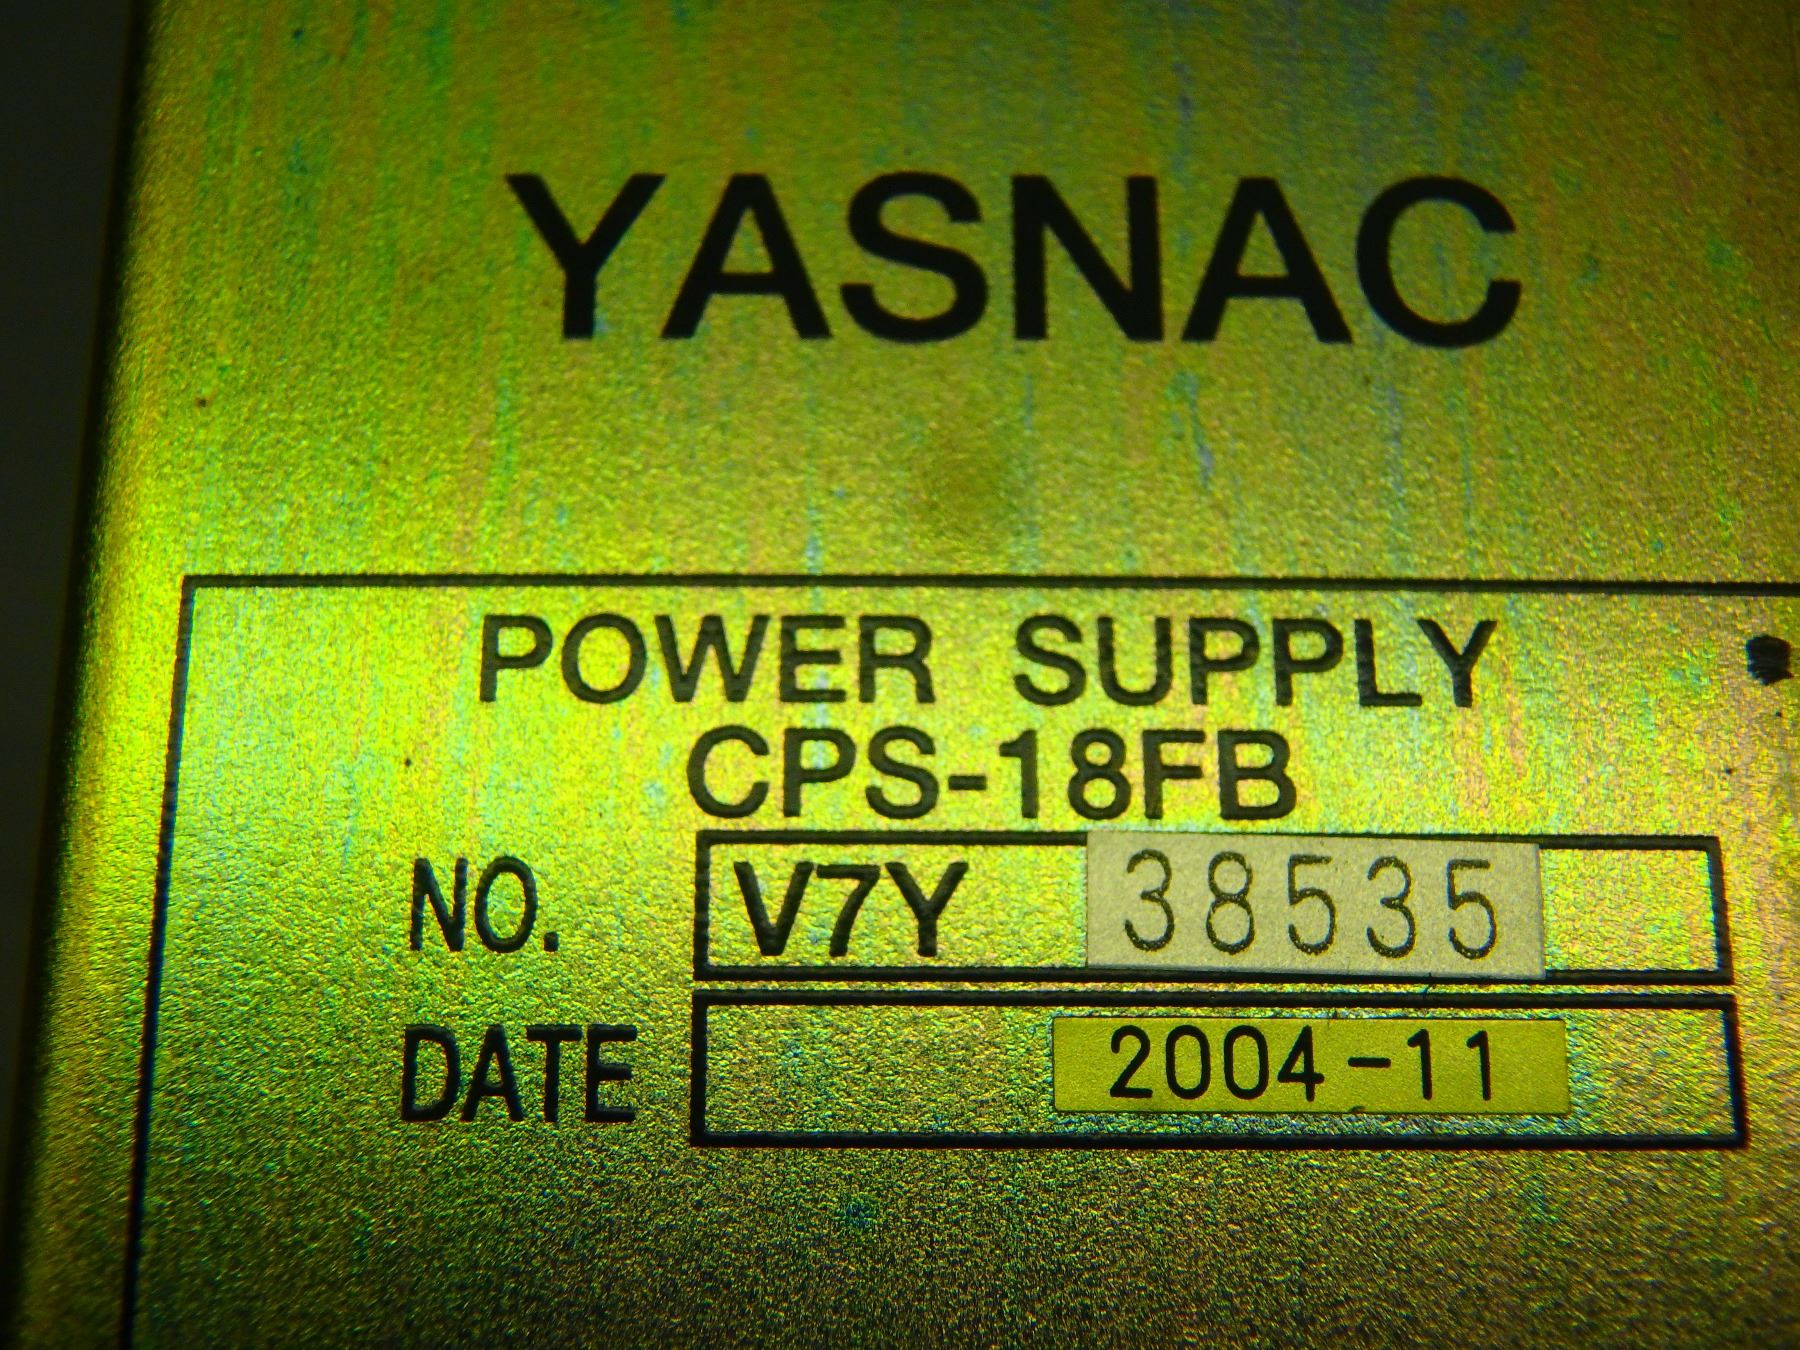 YASNAC
POWER SUPPLY
CPS-18FB
NO. V7Y 38535
DATE 2004-11